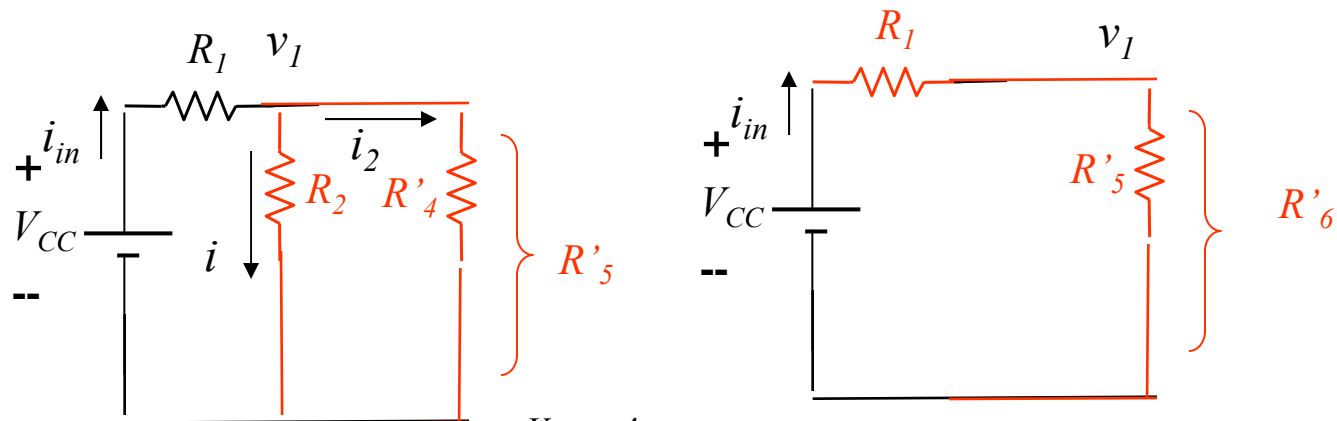 R1
v1
iin
+
VCC
--
i
i2
R2
R’4
R’5
R1
v1
iin
+
VCC
--
R’5
R’6